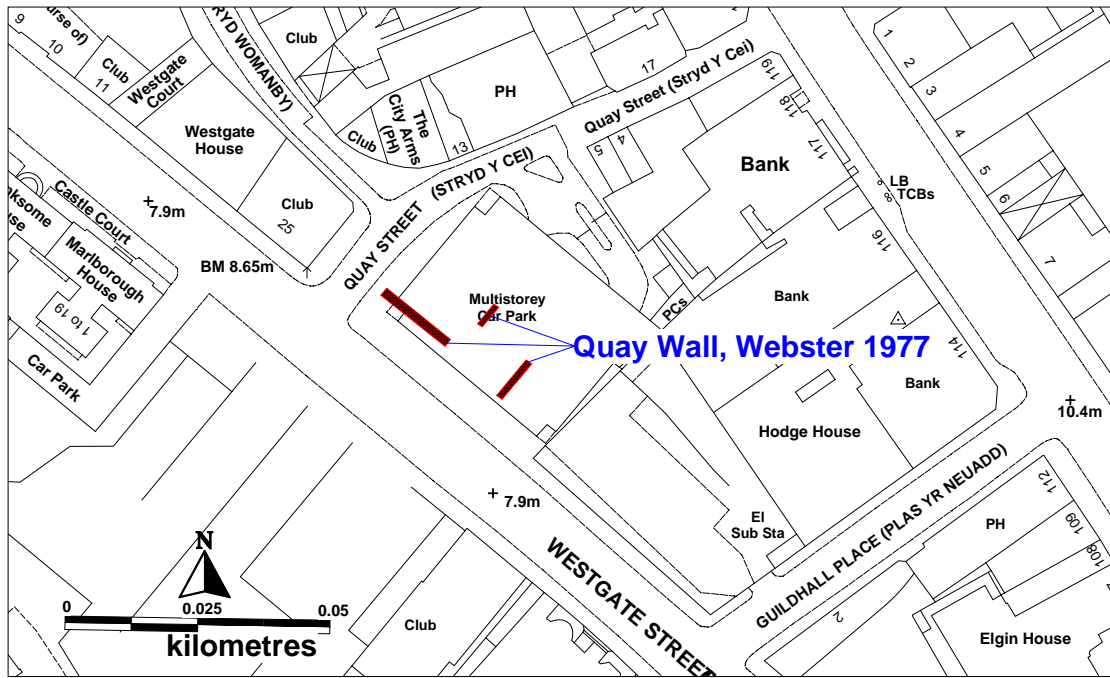 9
10
urse of)
Club
11
Westgate
Court
RYD WOMANBY)
Club
Westgate
House
Club
25
Club
The
City Arms
(PH)
13
PH
17
Quay Street (Stryd Y Cei)
QUAY STREET (STRYD Y CEI)
5
4
119
118
117
Bank
1
2
3
4
5
6
7
LB
TCBs
116
7.9m
Castle Court
nksome
Marlborough
House
1 to 19
Car Park
BM 8.65m
Multistorey
Car Park
PCs
Bank
114
Bank
Quay Wall, Webster 1977
Hodge House
10.4m
7.9m
El
Sub Sta
WESTGATE STREET
GUILDHALL PLACE (PLAS YR NEUADD)
112
109
108
PH
2
Elgin House
Club
N
0
0.025
0.05
kilometres